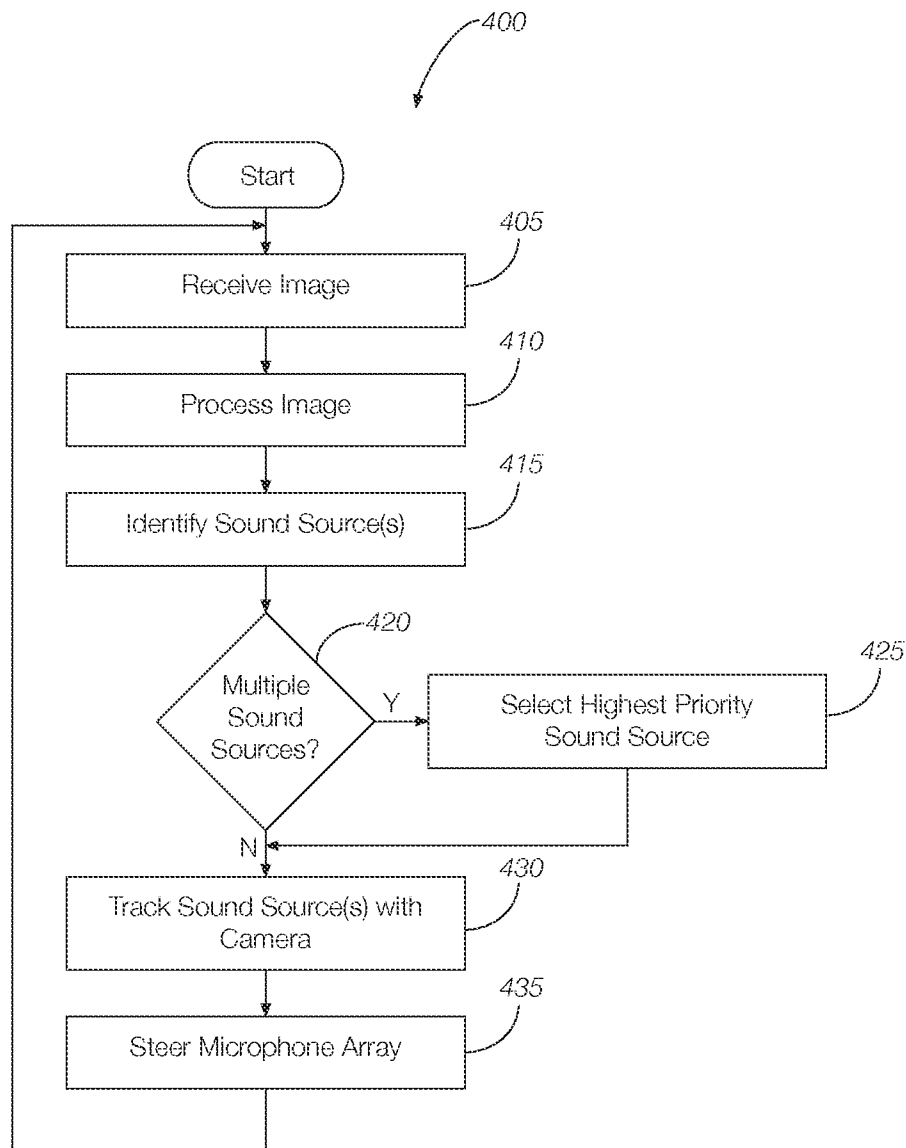 400
Start
405
Receive Image
410
Process Image
415
Identify Sound Source(s)
420
Multiple
Sound
Sources?
Y
425
Select Highest Priority
Sound Source
N
430
Track Sound Source(s) with
Camera
435
Steer Microphone Array